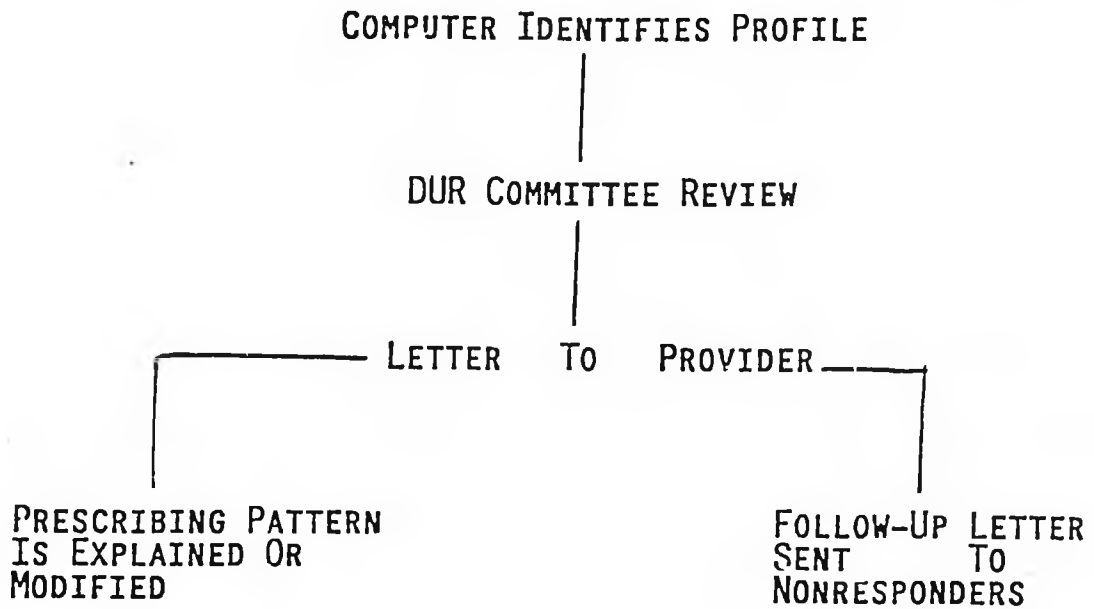 COMPUTER IDENTIFIES PROFILE
DUR COMMITTEE REVIEW
LETTER TO PROVIDER
PRESCRIBING PATTERN
IS EXPLAINED OR
MODIFIED
FOLLOW-UP LETTER
SENT TO
NONRESPONDERS